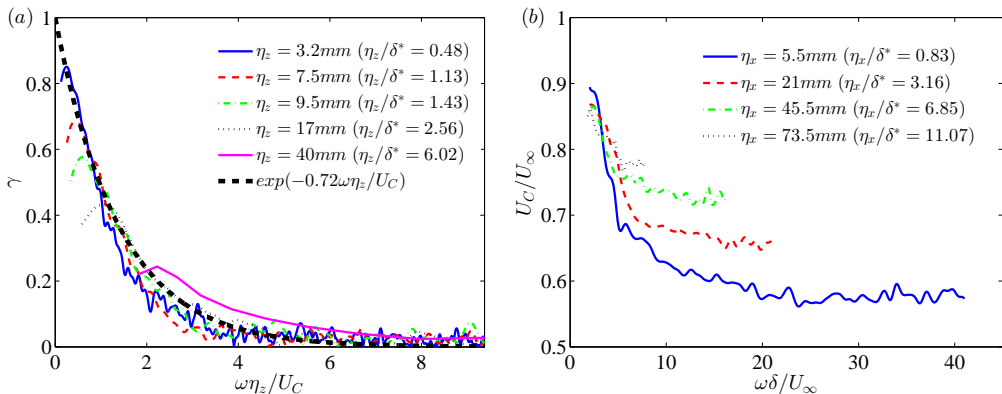 (a)
1
0.8
0.6
0.4
0.2
0
γ
0 2 4 6 8
ωη_z/U_C
η_z = 3.2mm (η_z/δ* = 0.48)
η_z = 7.5mm (η_z/δ* = 1.13)
η_z = 9.5mm (η_z/δ* = 1.43)
η_z = 17mm (η_z/δ* = 2.56)
η_z = 40mm (η_z/δ* = 6.02)
exp(−0.72ωη_z/U_C)
(b)
1
0.9
0.8
0.7
0.6
0.5
U_C/U_∞
0 10 20 30 40
ωδ/U_∞
η_x = 5.5mm (η_x/δ* = 0.83)
η_x = 21mm (η_x/δ* = 3.16)
η_x = 45.5mm (η_x/δ* = 6.85)
η_x = 73.5mm (η_x/δ* = 11.07)